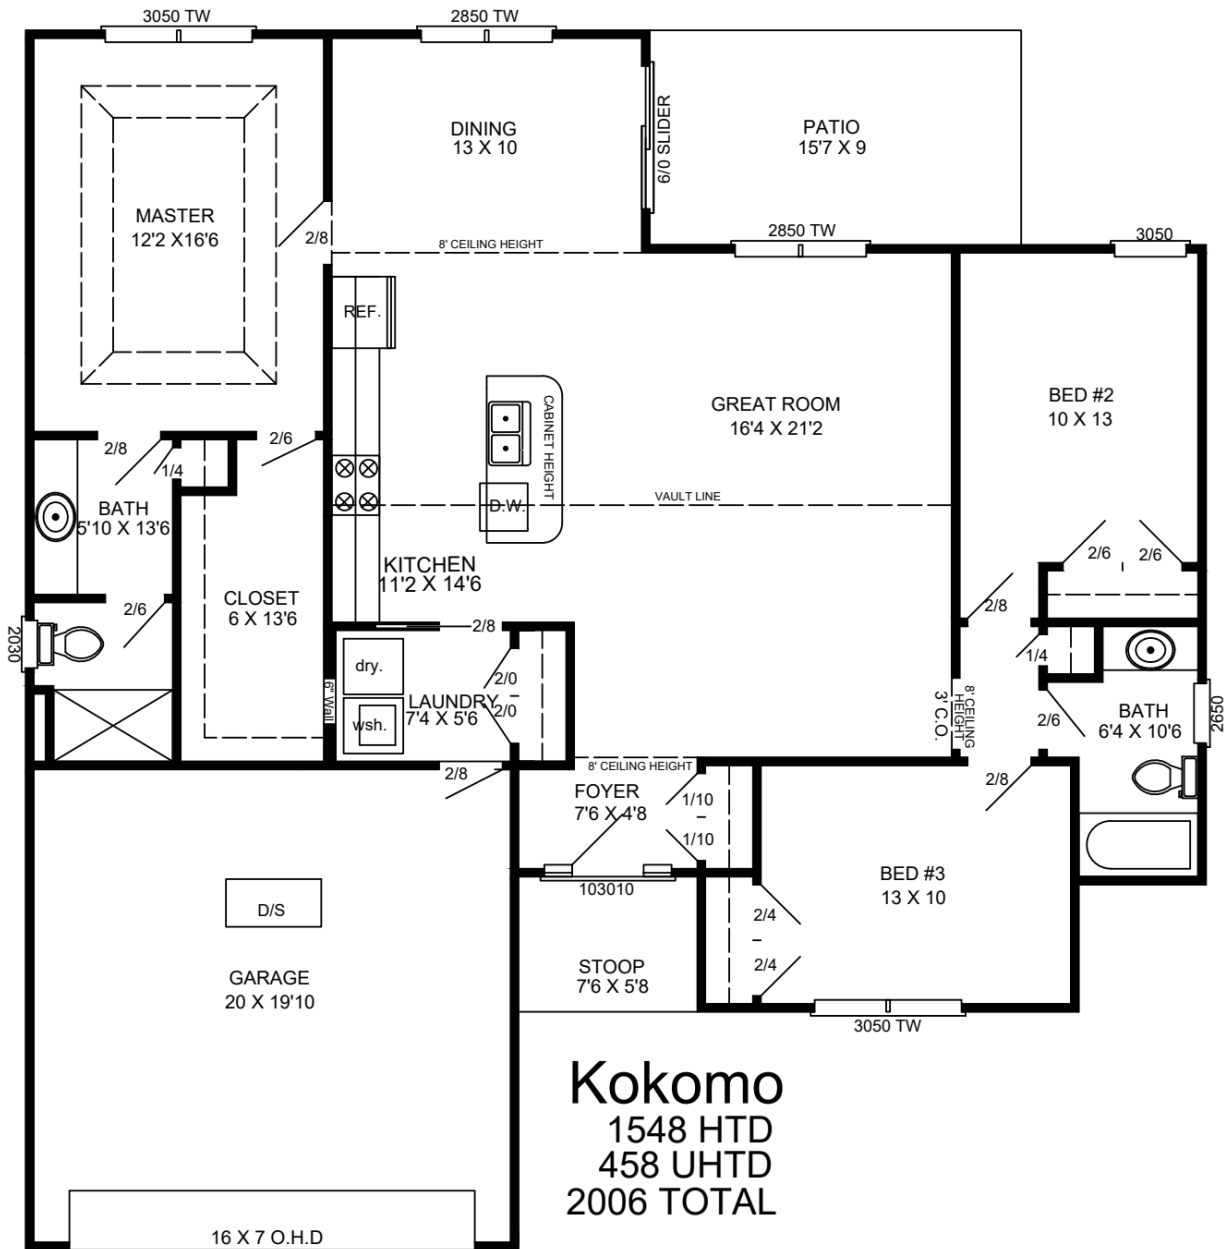 3050 TW
2850 TW
DINING
13 X 10
6/0 SLIDER
PATIO
15'7 X 9
MASTER
12'2 X16'6
2/8
8' CEILING HEIGHT
2850 TW
3050
REF.
CABINET HEIGHT
GREAT ROOM
16'4 X 21'2
BED #2
10 X 13
2/8
1/4
2/6
BATH
5'10 X 13'6
D.W.
VAULT LINE
KITCHEN
11'2 X 14'6
2/6
2/6
2/6
CLOSET
6 X 13'6
2/8
2030
2/8
dry.
2/0
1/4
6" Wall
LAUNDRY
7'4 X 5'6
wsh.
2/0
3' C.O.
8' CEILING
HEIGHT
2/6
BATH
6'4 X 10'6
2650
2/8
8' CEILING HEIGHT
FOYER
7'6 X 4'8
1/10
1/10
2/8
103010
BED #3
13 X 10
D/S
2/4
2/4
STOOP
7'6 X 5'8
GARAGE
20 X 19'10
3050 TW
Kokomo
1548 HTD
458 UHTD
2006 TOTAL
16 X 7 O.H.D